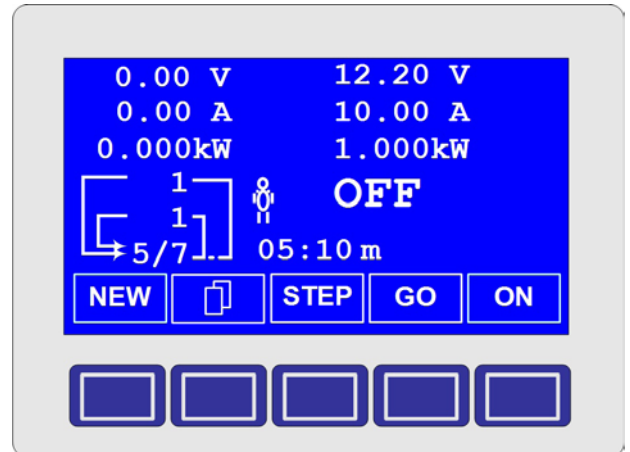 0.00 V 12.20 V
0.00 A 10.00 A
0.000kW 1.000kW
1
OFF
1
5/7 05:10 m
NEW STEP GO ON